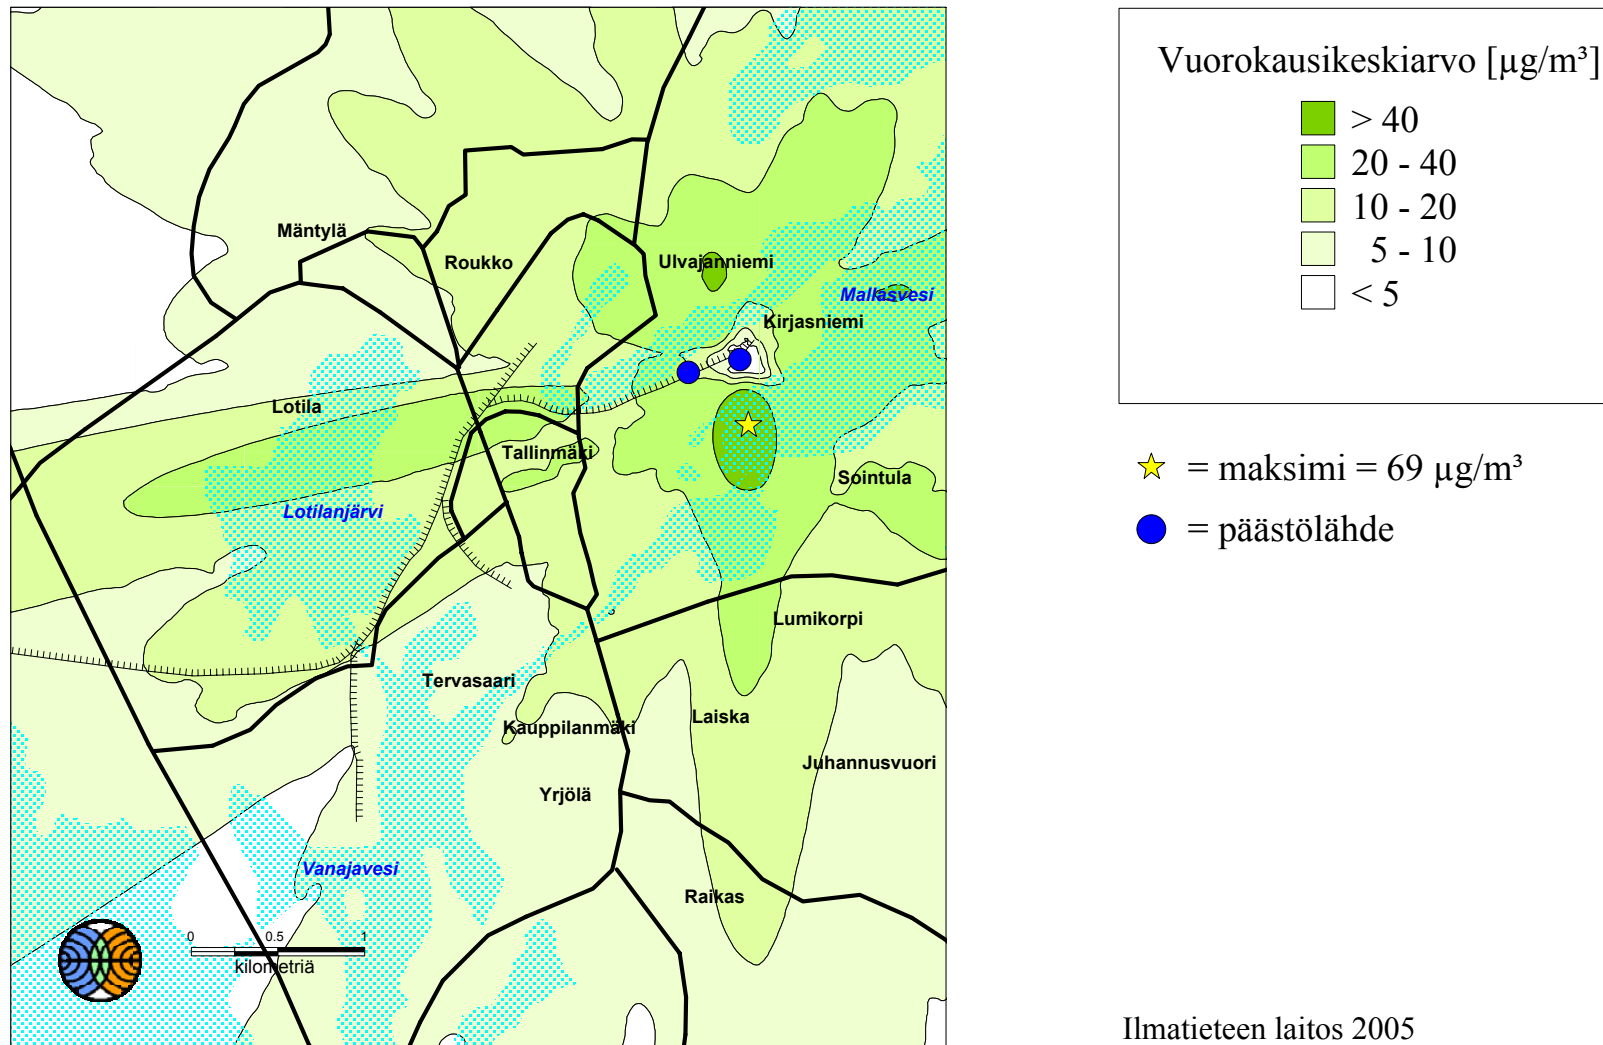 Vuorokausikeskiarvo [µg/m³]
> 40
20 - 40
10 - 20
5 - 10
< 5
= maksimi = 69 µg/m³
= päästölähde
Mäntylä
Roukko
Ulvajanniemi
Mallasvesi
Kirjasniemi
Lotila
Tallinmäki
Sointula
Lotilanjärvi
Lumikorpi
Tervasaari
Kauppilanmäki
Laiska
Juhannusvuori
Yrjölä
Vanajavesi
Raikas
0 0.5 1
kilometriä
Ilmatieteen laitos 2005